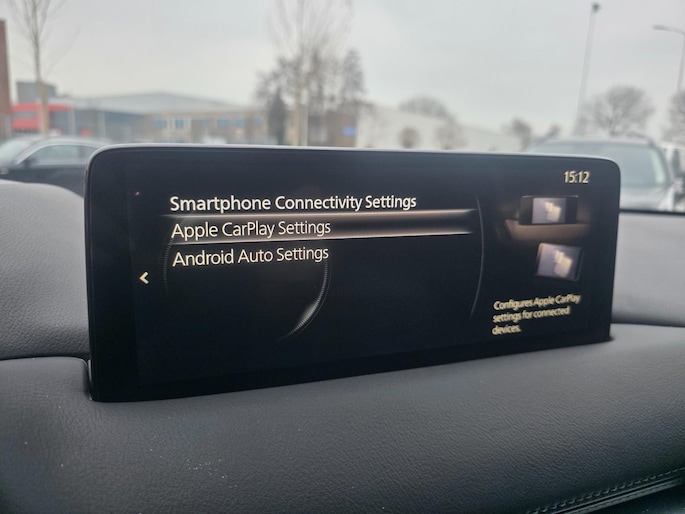 15:12
Smartphone Connectivity Settings
Apple CarPlay Settings
Android Auto Settings
Configures Apple CarPlay
settings for connected
devices.